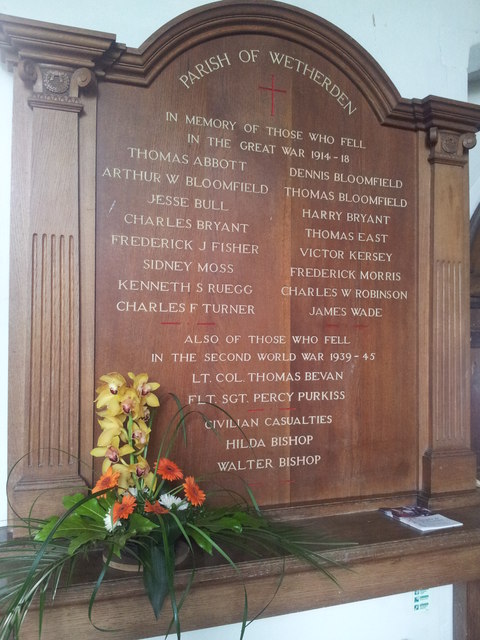 PARISH OF WETHERDEN
IN MEMORY OF THOSE WHO FELL
IN THE GREAT WAR 1914-18
THOMAS ABBOTT
ARTHUR W BLOOMFIELD
JESSE BULL
CHARLES BRYANT
FREDERICK J FISHER
SIDNEY MOSS
KENNETH S RUEGG
CHARLES F TURNER
DENNIS BLOOMFIELD
THOMAS BLOOMFIELD
HARRY BRYANT
THOMAS EAST
VICTOR KERSEY
FREDERICK MORRIS
CHARLES W ROBINSON
JAMES WADE
ALSO OF THOSE WHO FELL
IN THE SECOND WORLD WAR 1939-45
LT. COL. THOMAS BEVAN
FLT. SGT. PERCY PURKISS
CIVILIAN CASUALTIES
HILDA BISHOP
WALTER BISHOP